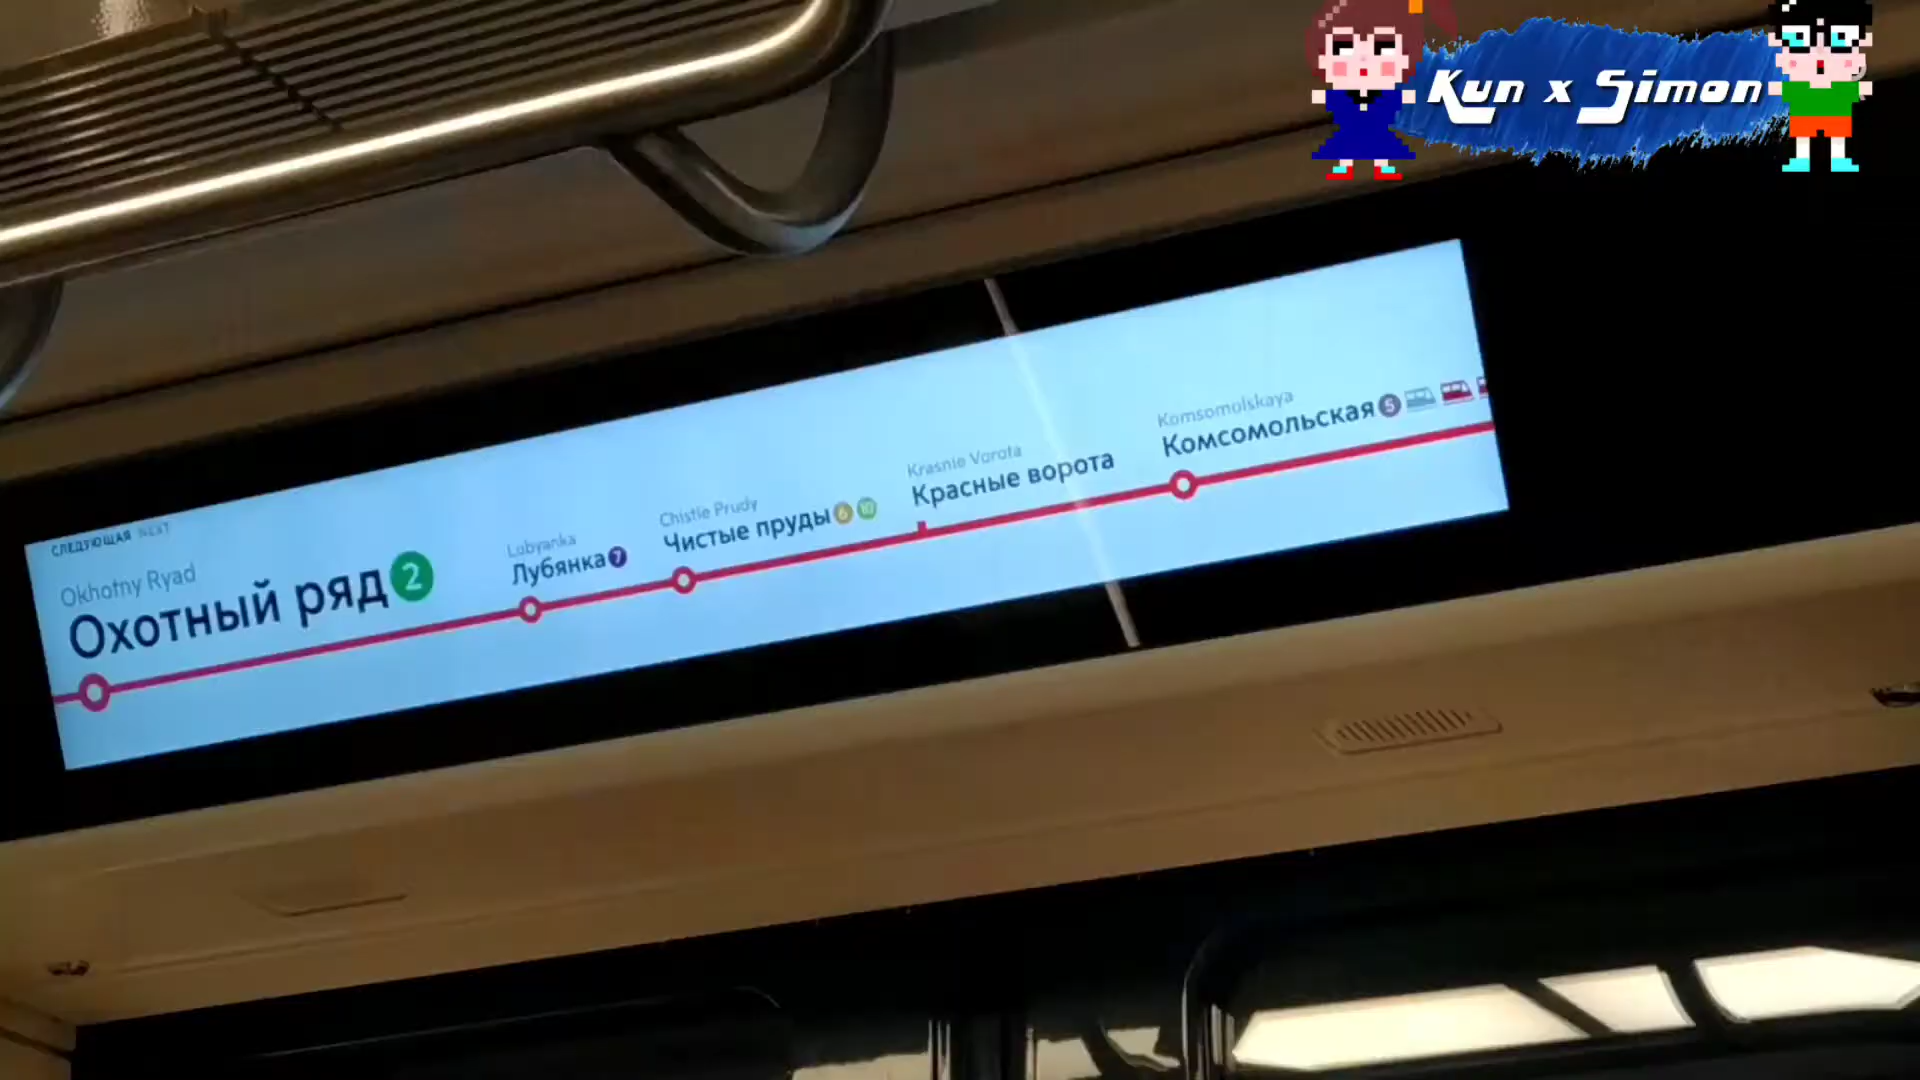 Kun x Simon
СЛЕДУЮЩАЯ NEXT
Okhotny Ryad
Охотный ряд 2
Lubyanka
Лубянка 7
Chistie Prudy
Чистые пруды 6 10
Krasnie Vorota
Красные ворота
Komsomolskaya
Комсомольская 5